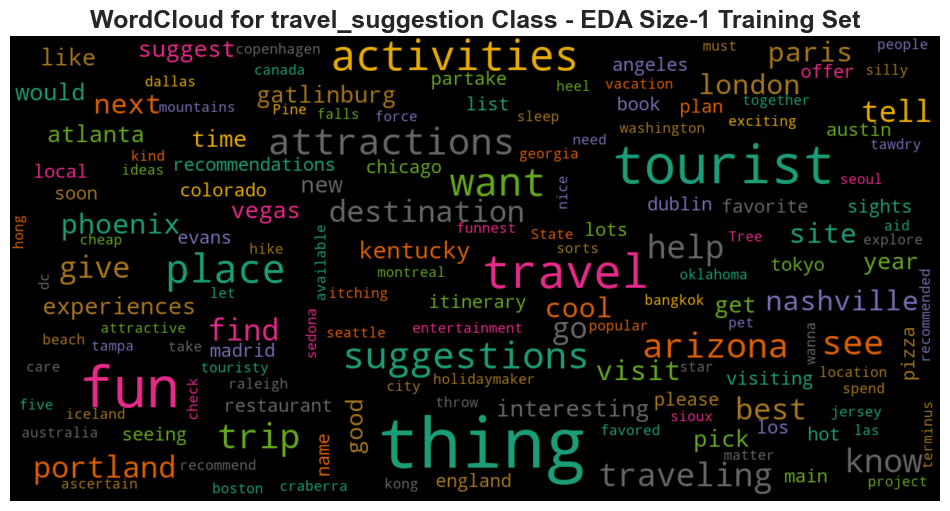 WordCloud for travel_suggestion Class - EDA Size-1 Training Set
like suggest copenhagen activities paris people
canada angeles offer silly must
would dallas next mountains gatlinburg partake heel vacation london
Pine falls force list sleep book plan together tell
atlanta time attractions washington exciting austin
kind ideas recommendations chicago georgia need tourist tawdry
local soon colorado new want nice dublin favorite seoul sights
phoenix vegas destination funnest State lots Tree site aid explore
hong cheap evans hike available kentucky sorts help
give place montreal travel oklahoma tokyo year
dc let itching itinerary cool bangkok get nashville recommended
experiences attractive find sedona seattle entertainment go popular pet
beach tampa take madrid suggestions arizona wanna see pizza
care touristy city holidaymaker visit star visiting location spend
fun check raleigh
five iceland restaurant good throw interesting please sioux best jersey
australia seeing trip name thing favored pick los hot las terminus
portland recommend matter know
ascertain boston craberra kong england traveling main project